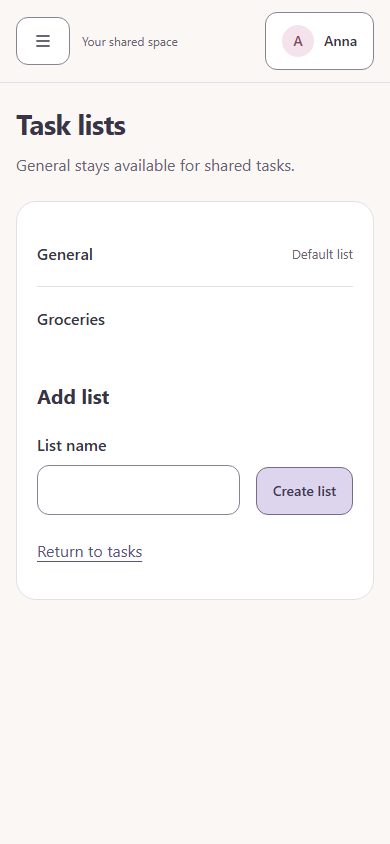 Your shared space
A
Anna
Task lists
General stays available for shared tasks.
General
Default list
Groceries
Add list
List name
Create list
Return to tasks